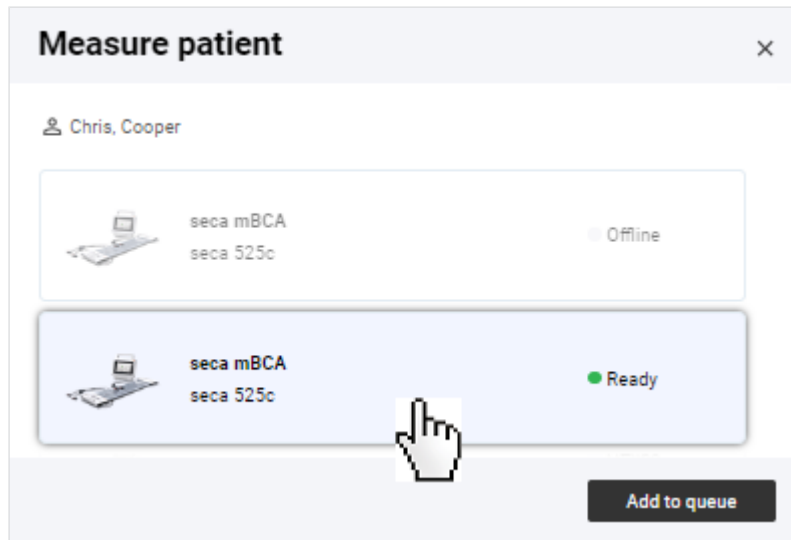 Measure patient
Chris, Cooper
seca mBCA
Offline
seca 525c
seca mBCA
Ready
seca 525c
Add to queue